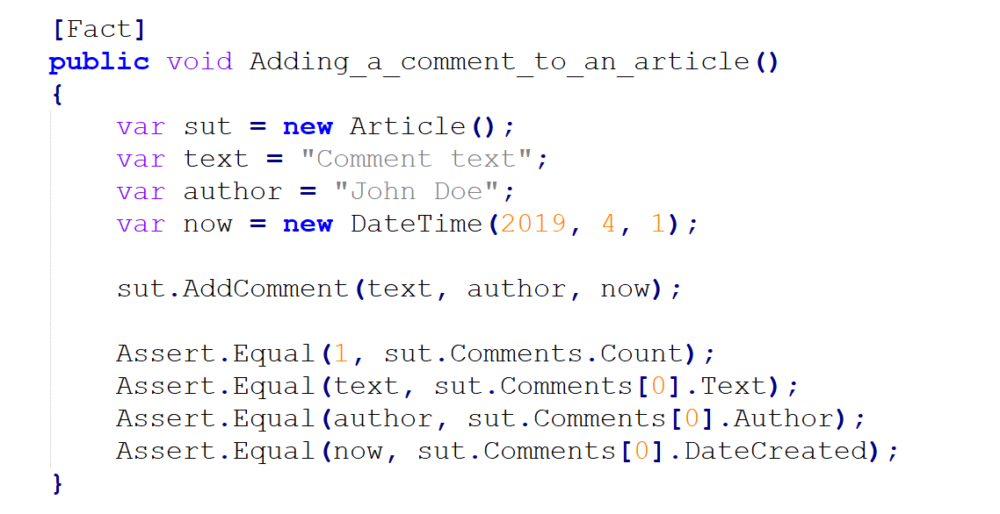 [Fact]
public void Adding_a_comment_to_an_article()
{
    var sut = new Article();
    var text = "Comment text";
    var author = "John Doe";
    var now = new DateTime(2019, 4, 1);

    sut.AddComment(text, author, now);

    Assert.Equal(1, sut.Comments.Count);
    Assert.Equal(text, sut.Comments[0].Text);
    Assert.Equal(author, sut.Comments[0].Author);
    Assert.Equal(now, sut.Comments[0].DateCreated);
}